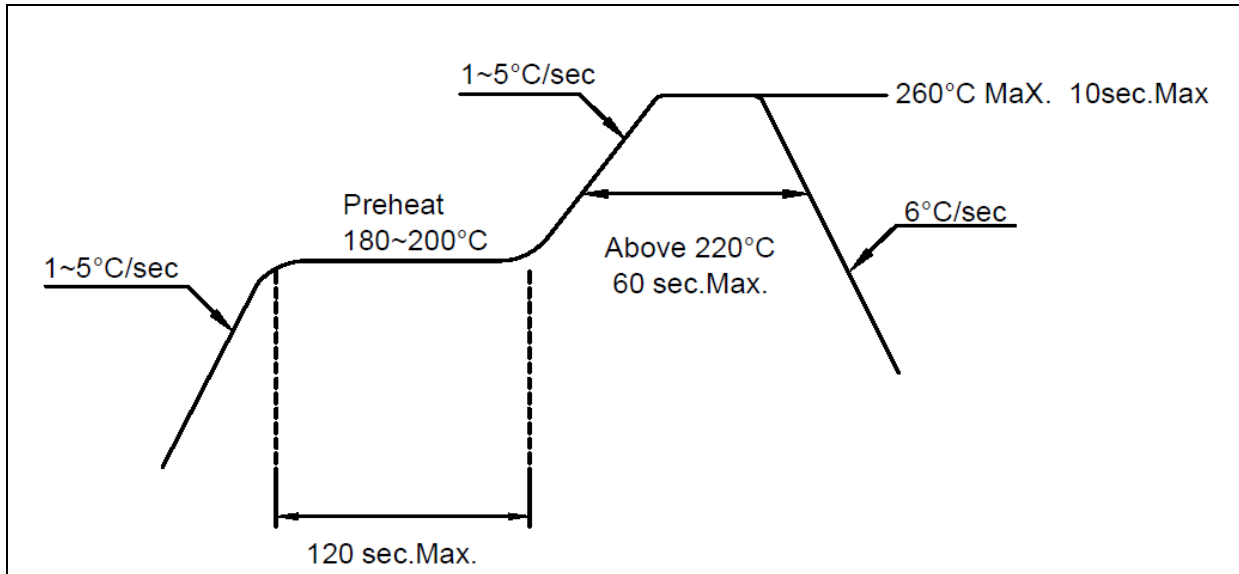 1~5°C/sec
260°C MaX. 10sec.Max
Preheat
180~200°C
6°C/sec
Above 220°C
60 sec.Max.
1~5°C/sec
120 sec.Max.